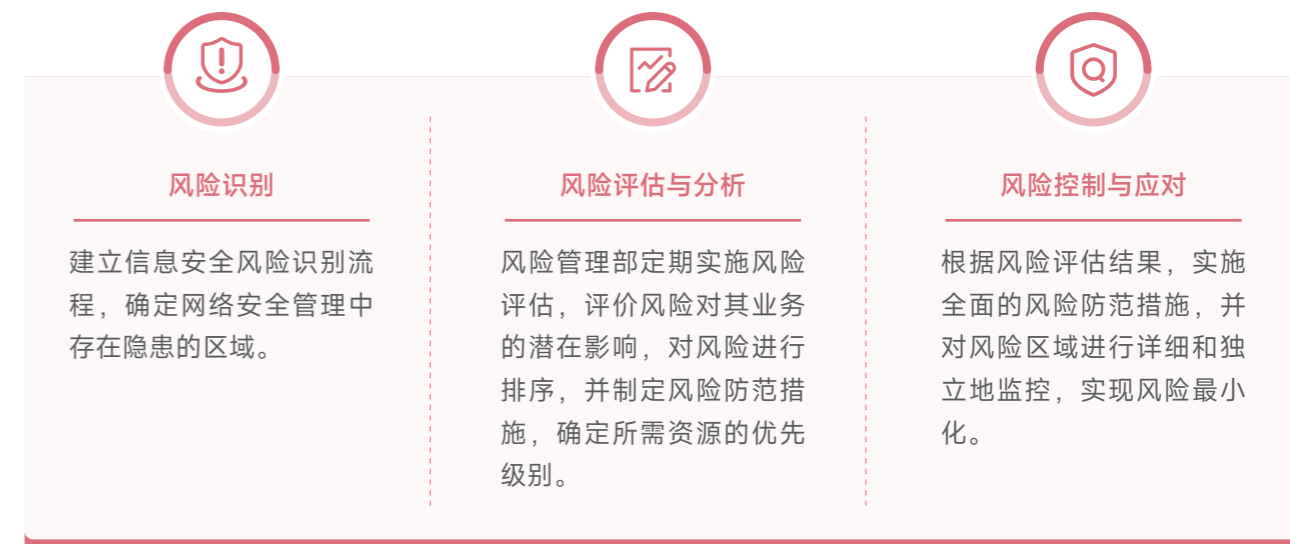 风险识别
建立信息安全风险识别流
程，确定网络安全管理中
存在隐患的区域。
风险评估与分析
风险管理部定期实施风险
评估，评价风险对其业务
的潜在影响，对风险进行
排序，并制定风险防范措
施，确定所需资源的优先
级别。
风险控制与应对
根据风险评估结果，实施
全面的风险防范措施，并
对风险区域进行详细和独
立地监控，实现风险最小
化。